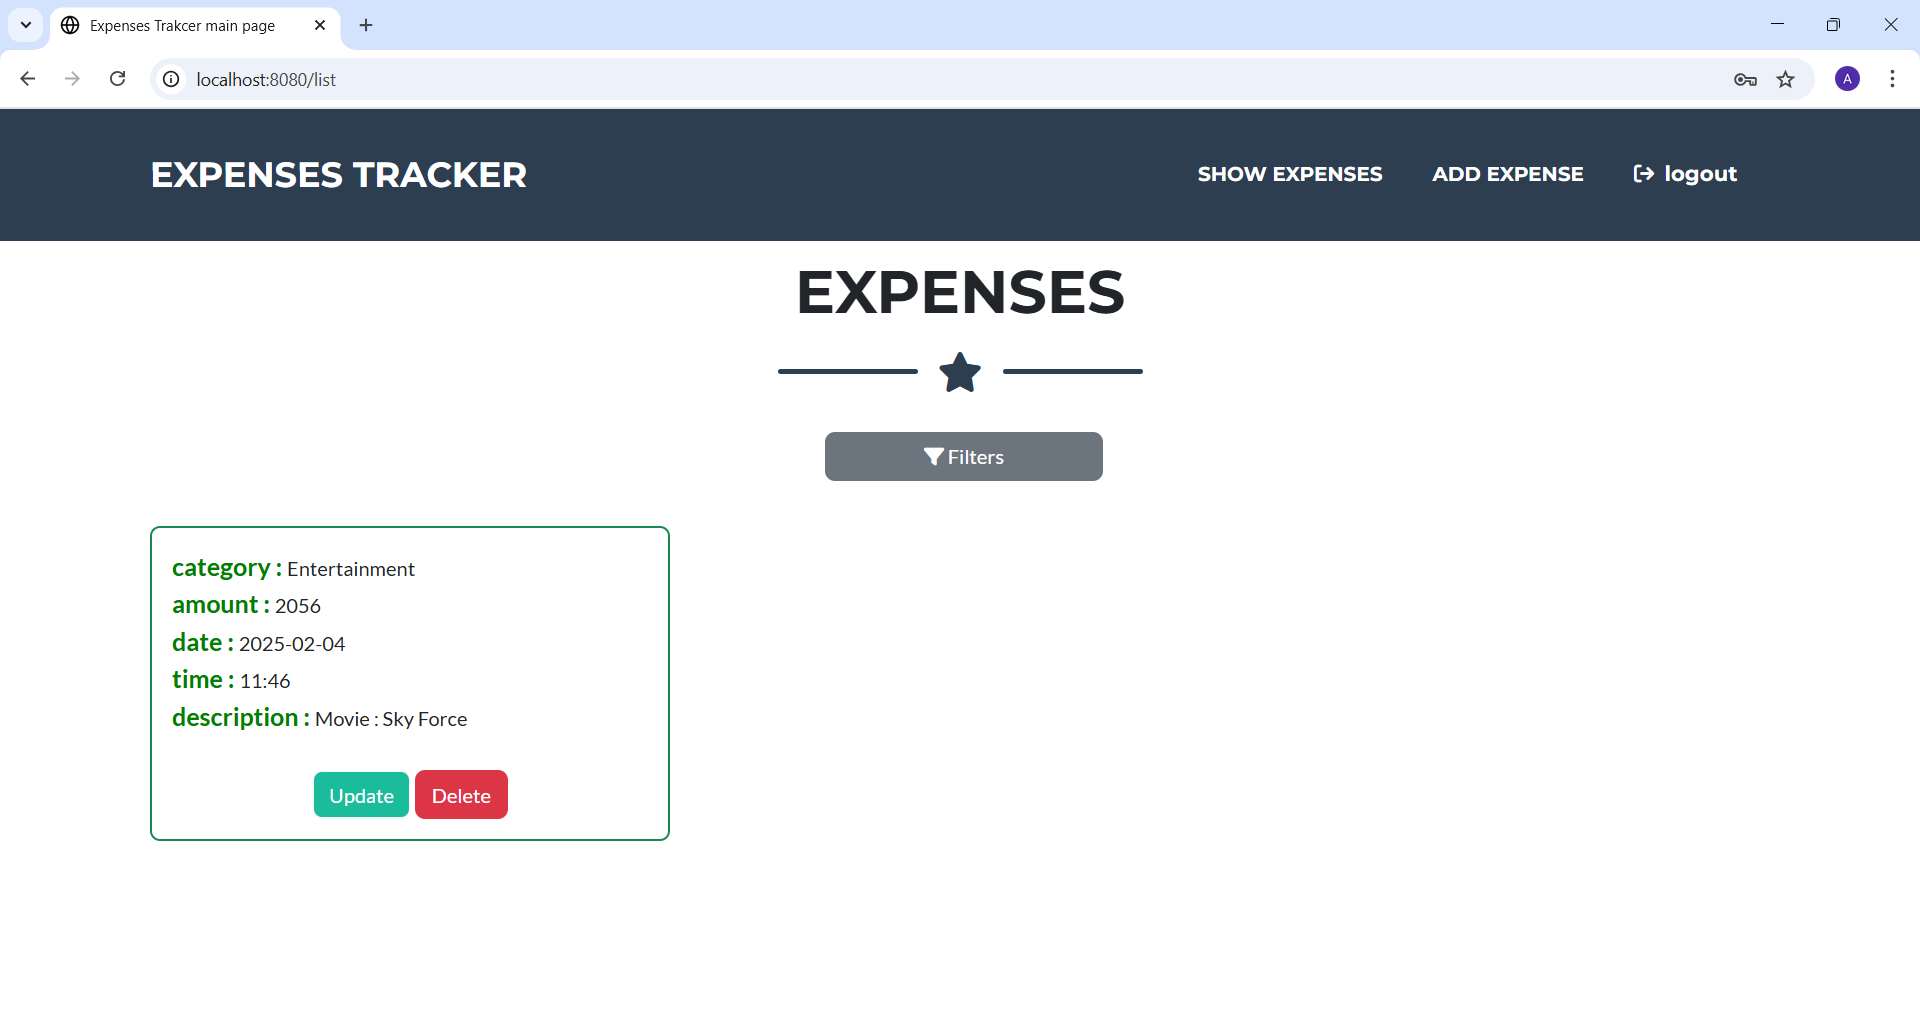 Expenses Trakcer main page
localhost:8080/list
A
EXPENSES TRACKER
SHOW EXPENSES
ADD EXPENSE
logout
EXPENSES
Filters
category : Entertainment
amount : 2056
date : 2025-02-04
time : 11:46
description : Movie : Sky Force
Update
Delete